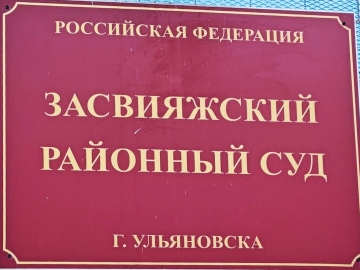 РОССИЙСКАЯ ФЕДЕРАЦИЯ
ЗАСВИЯЖСКИЙ
РАЙОННЫЙ СУД
Г. УЛЬЯНОВСКА